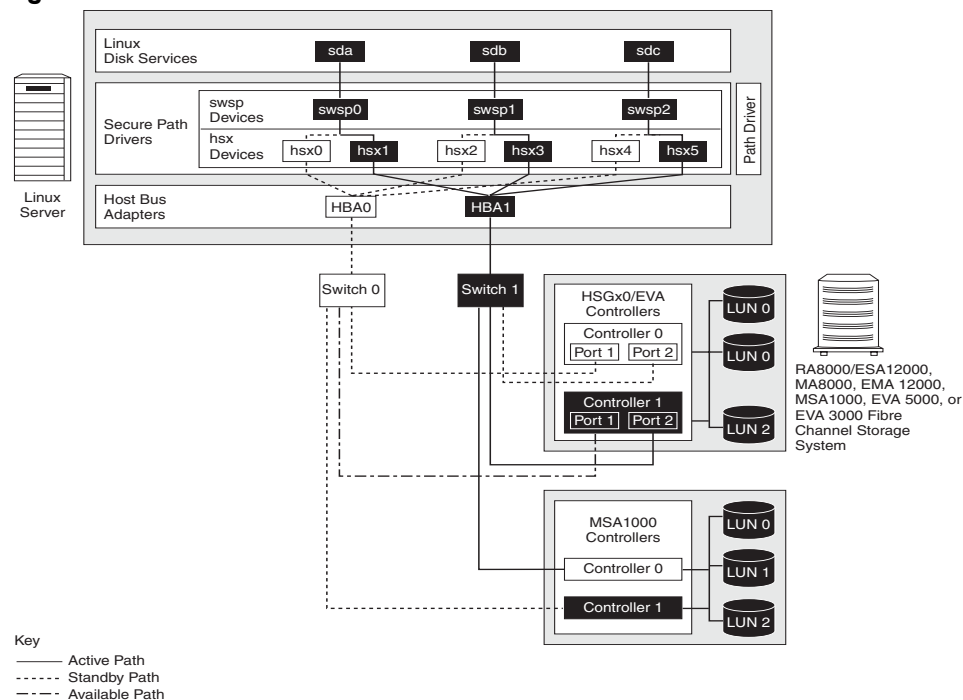 Linux
Disk Services
sda
sdb
sdc
Secure Path
Drivers
swsp
Devices
swsp0
swsp1
swsp2
hsx
Devices
hsx0
hsx1
hsx2
hsx3
hsx4
hsx5
Path Driver
Linux
Server
Host Bus
Adapters
HBA0
HBA1
Switch 0
Switch 1
HSGx0/EVA
Controllers
Controller 0
Port 1
Port 2
Controller 1
Port 1
Port 2
LUN 0
LUN 0
LUN 2
RA8000/ESA12000,
MA8000, EMA 12000,
MSA1000, EVA 5000, or
EVA 3000 Fibre
Channel Storage
System
MSA1000
Controllers
Controller 0
Controller 1
LUN 0
LUN 1
LUN 2
Key
Active Path
Standby Path
Available Path